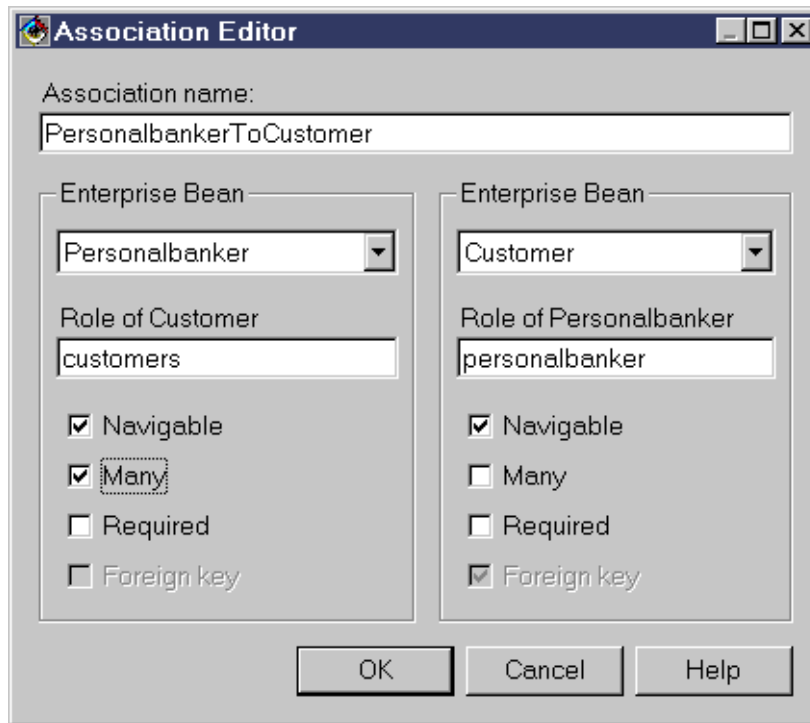 Association Editor
Association name:
PersonalbankerToCustomer
Enterprise Bean
Personalbanker
Role of Customer
customers
Navigable
Many
Required
Foreign key
Enterprise Bean
Customer
Role of Personalbanker
personalbanker
Navigable
Many
Required
Foreign key
OK
Cancel
Help